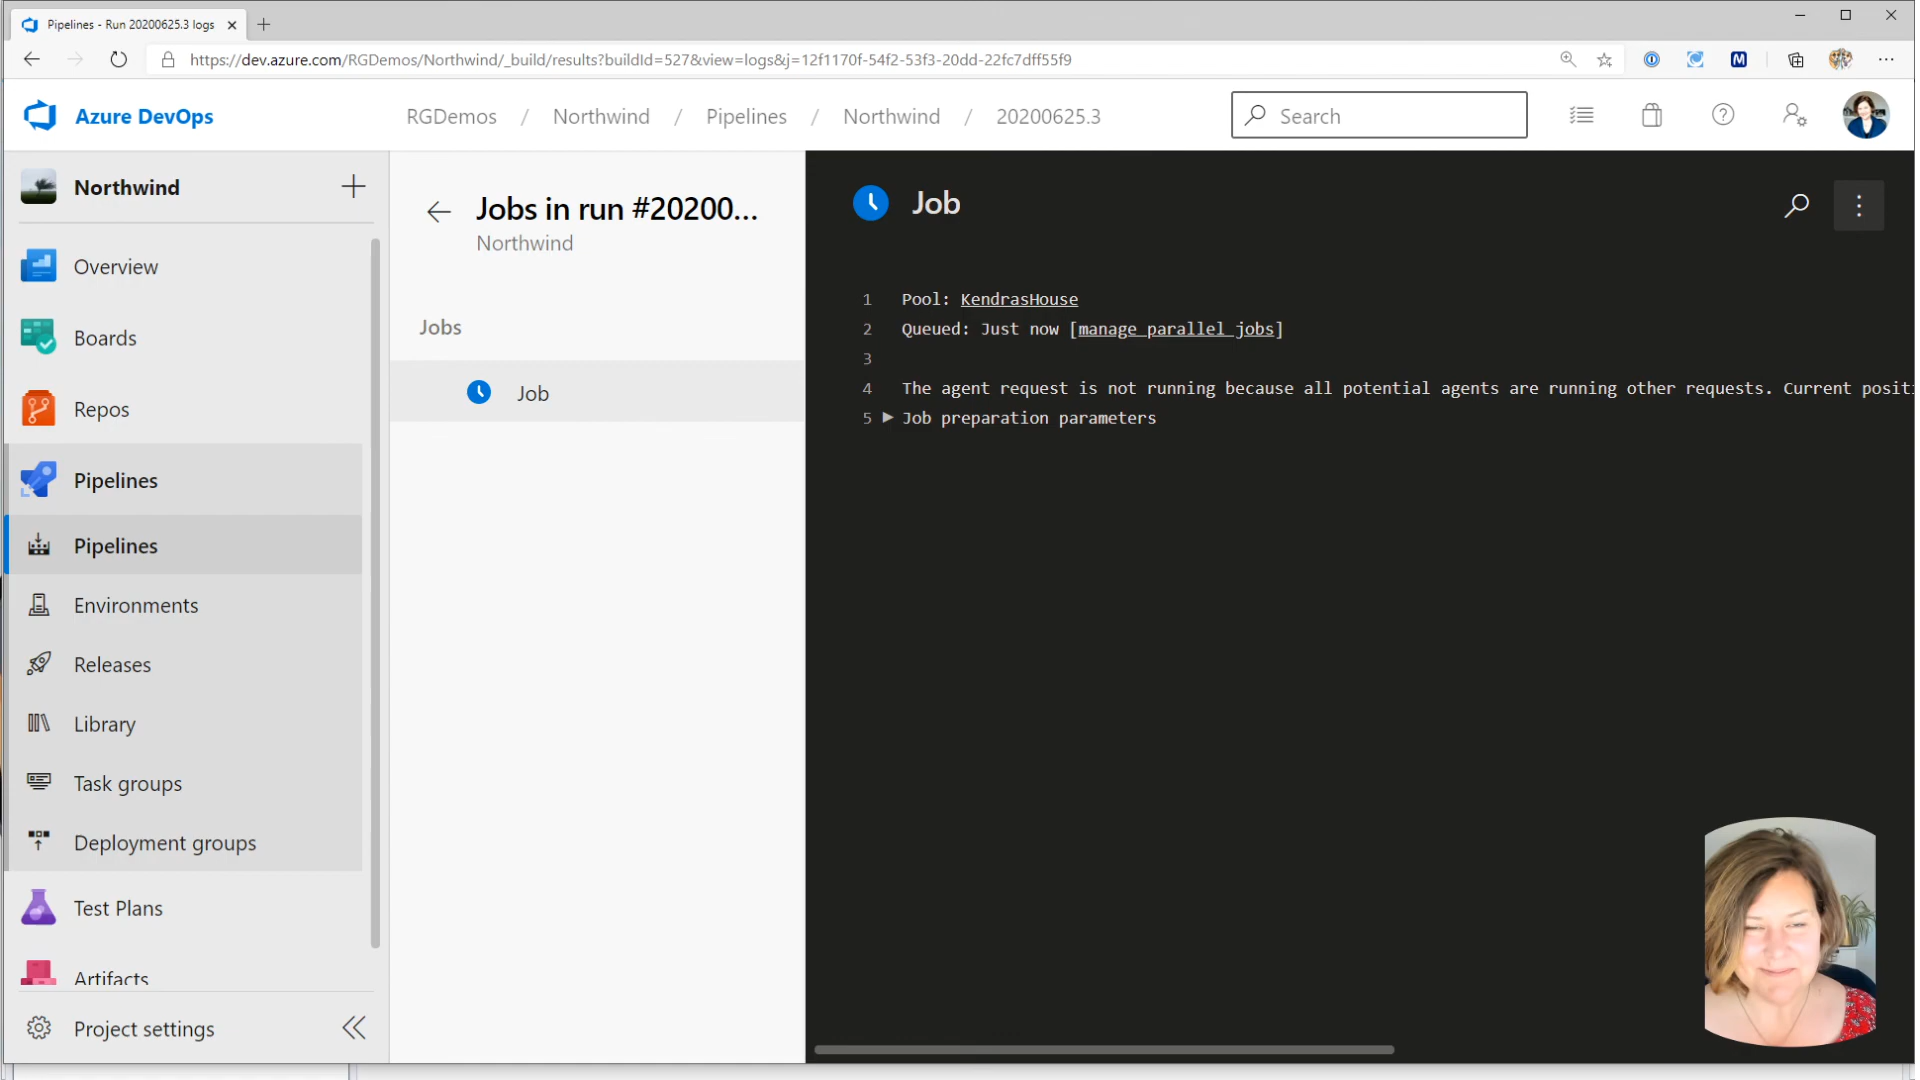 Pipelines - Run 20200625.3 logs
https://dev.azure.com/RGDemos/Northwind/_build/results?buildId=527&view=logs&j=12f1170f-54f2-53f3-20dd-22fc7dff55f9
Azure DevOps
RGDemos / Northwind / Pipelines / Northwind / 20200625.3
Search
Northwind
Overview
Boards
Repos
Pipelines
Pipelines
Environments
Releases
Library
Task groups
Deployment groups
Test Plans
Artifacts
Project settings
Jobs in run #20200...
Northwind
Jobs
Job
Job
1 Pool: KendrasHouse
2 Queued: Just now [manage parallel jobs]
3
4 The agent request is not running because all potential agents are running other requests. Current positi
5 Job preparation parameters